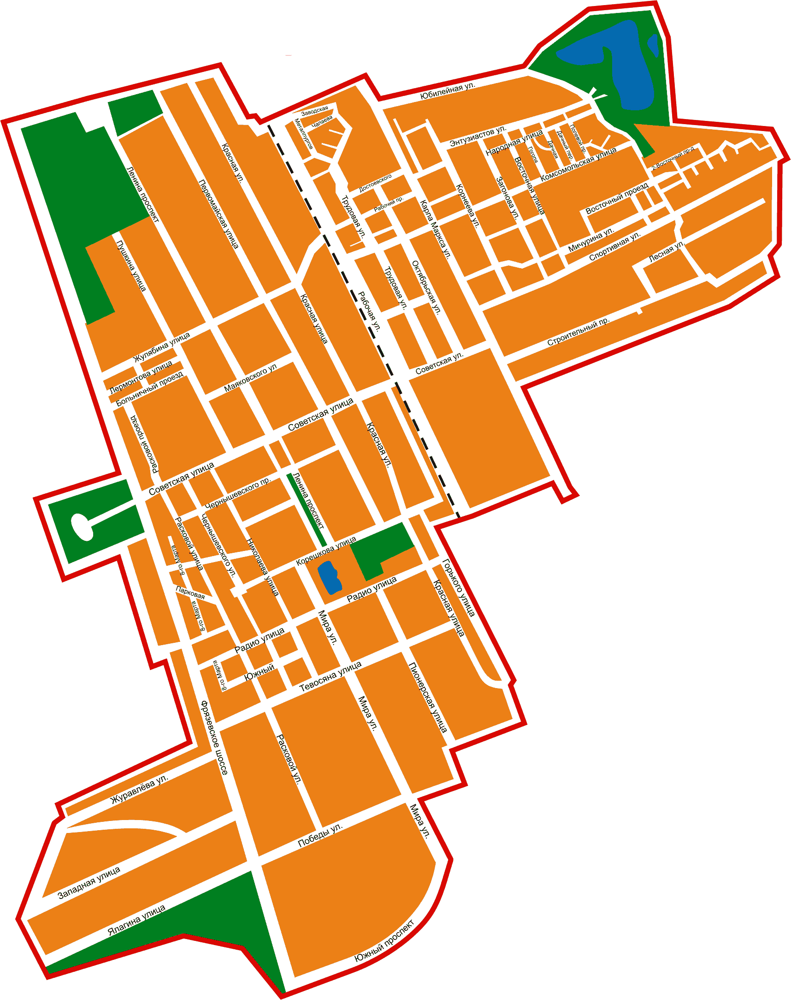 Юбилейная ул.
Заводская
Чапаева
Металлургов
Энтузиастов ул.
Народная улица
Гоголя
Дачная
Дачный пер.
Полевой пр.
Комсомольская улица
2-Восточный пр-д
Красная ул.
Ленина проспект
Первомайская улица
Достоевского
Рабочий пр.
Трудовая ул.
Карла Маркса ул.
Корнеева ул.
Загонова ул.
Восточная улица
Восточный проезд
Мичурина ул.
Спортивная ул.
Лесная ул.
Пушкина улица
Октябрьская ул.
Трудовая ул.
Рабочая ул.
Красная улица
Строительный пр.
Жулябина улица
Лермонтова улица
Больничный проезд
Маяковского ул
Советская ул.
Советская улица
Расковой проезд
Красная ул.
Советская улица
Чернышевского пр.
Ленина проспект
Расковой улица
Чернышевского ул.
Николаева улица
8-го Марта
Корешкова улица
Парковая
8-го Марта
Радио улица
Горького улица
Красная улица
Мира ул.
Радио улица
8-го Марта
Южный
Тевосяна улица
Пионерская улица
Мира ул.
Фрязевское шоссе
Расковой ул.
Журавлёва ул.
Победы ул.
Мира ул.
Западная улица
Ялагина улица
Южный проспект